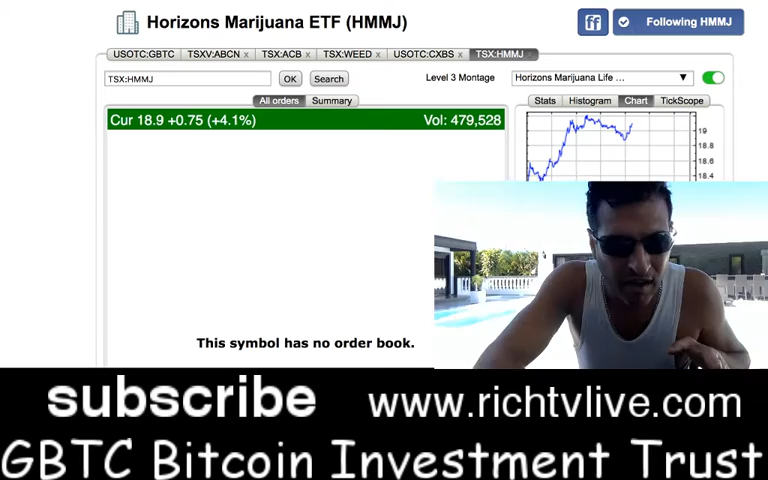 Horizons Marijuana ETF (HMMJ)
ff
Following HMMJ
USOTC:GBTC TSXV:ABCN x TSX:ACB x TSX:WEED x USOTC:CXBS x TSX:HMMJ
TSX:HMMJ OK Search Level 3 Montage Horizons Marijuana Life ... ▼
All orders Summary Stats Histogram Chart TickScope
Cur 18.9 +0.75 (+4.1%) Vol: 479,528
19
18.8
18.6
18.4
This symbol has no order book.
subscribe www.richtvlive.com
GBTC Bitcoin Investment Trust